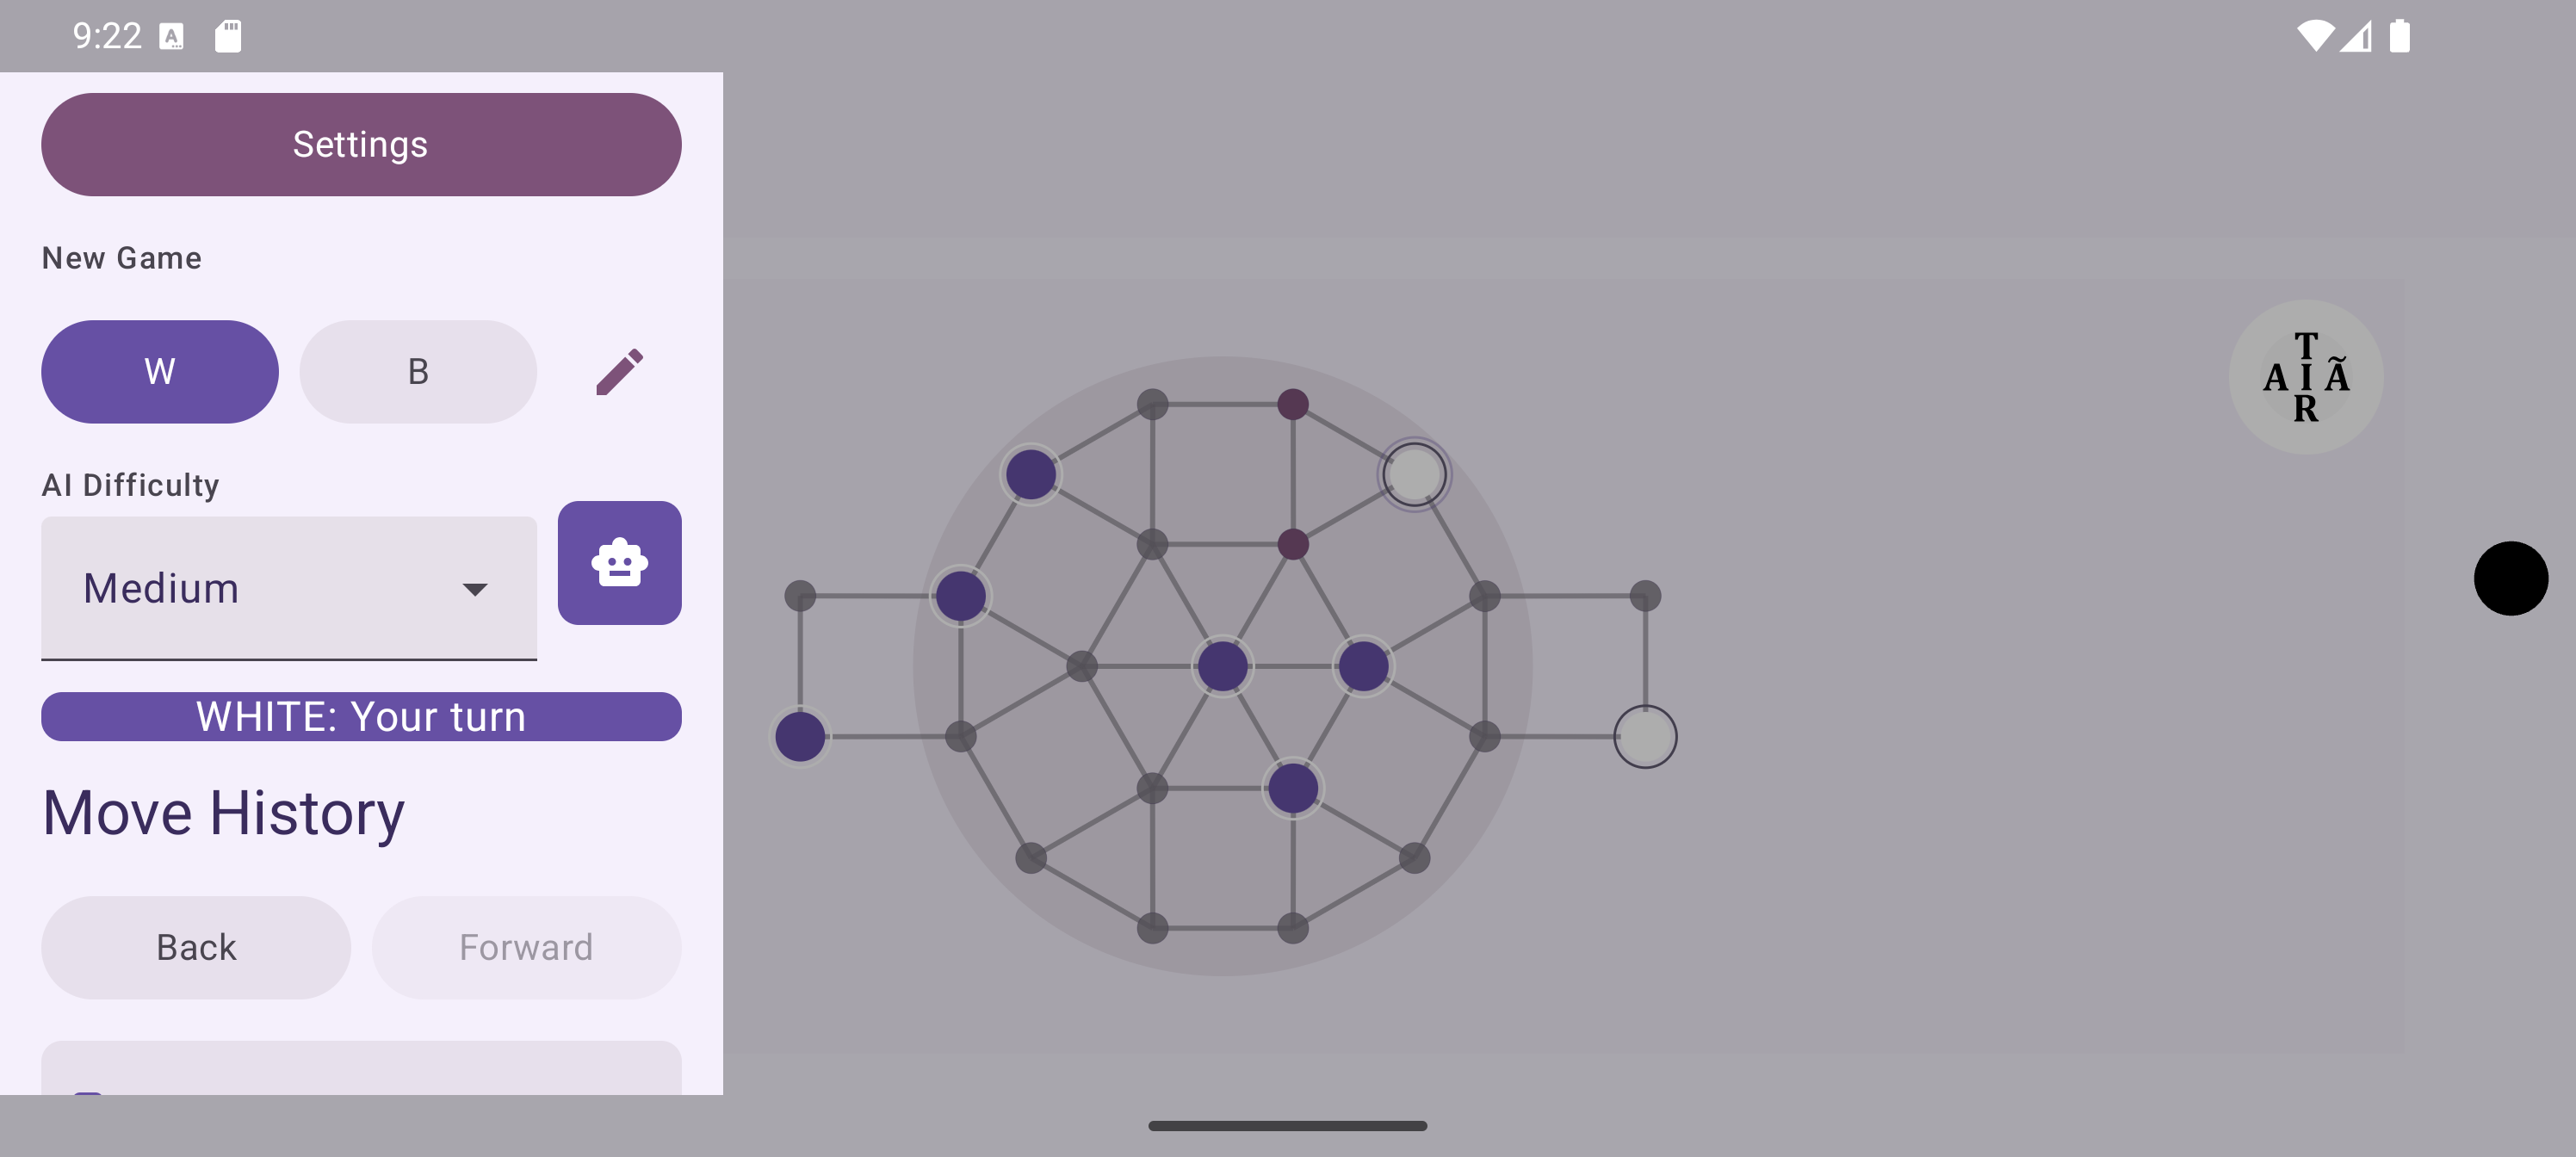 9:22
Settings
New Game
W B
AI Difficulty
Medium
WHITE: Your turn
Move History
Back Forward
T
A I Ã
R